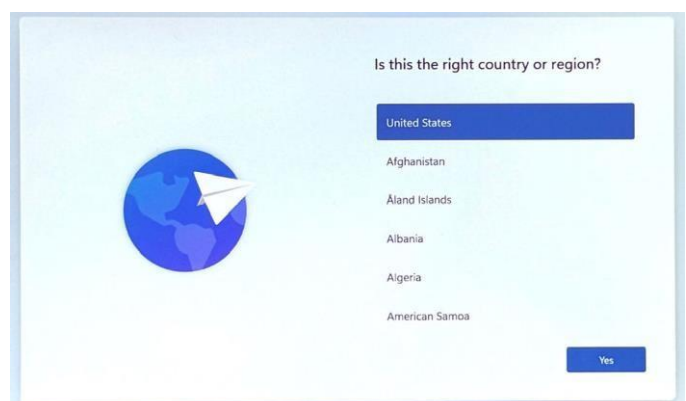 Is this the right country or region?
United States
Afghanistan
Åland Islands
Albania
Algeria
American Samoa
Yes